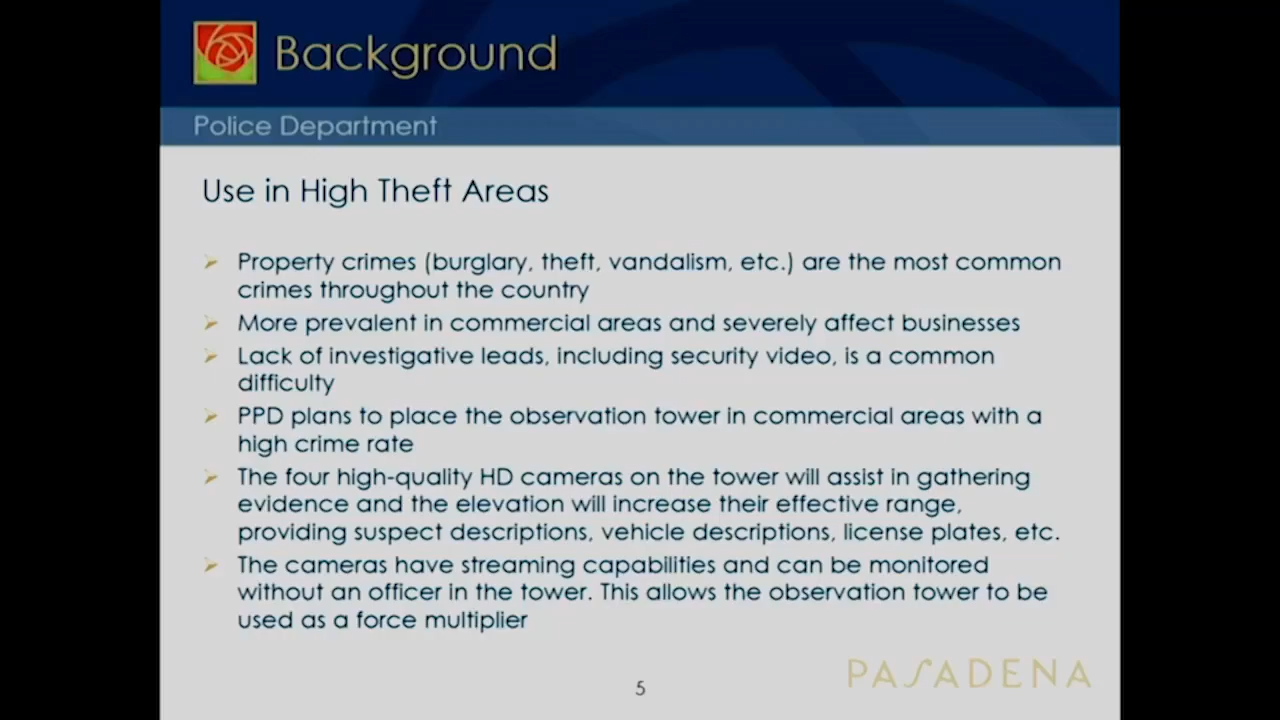 Background
Police Department
Use in High Theft Areas
Property crimes (burglary, theft, vandalism, etc.) are the most common
crimes throughout the country
More prevalent in commercial areas and severely affect businesses
Lack of investigative leads, including security video, is a common
difficulty
PPD plans to place the observation tower in commercial areas with a
high crime rate
The four high-quality HD cameras on the tower will assist in gathering
evidence and the elevation will increase their effective range,
providing suspect descriptions, vehicle descriptions, license plates, etc.
The cameras have streaming capabilities and can be monitored
without an officer in the tower. This allows the observation tower to be
used as a force multiplier
PASADENA
5